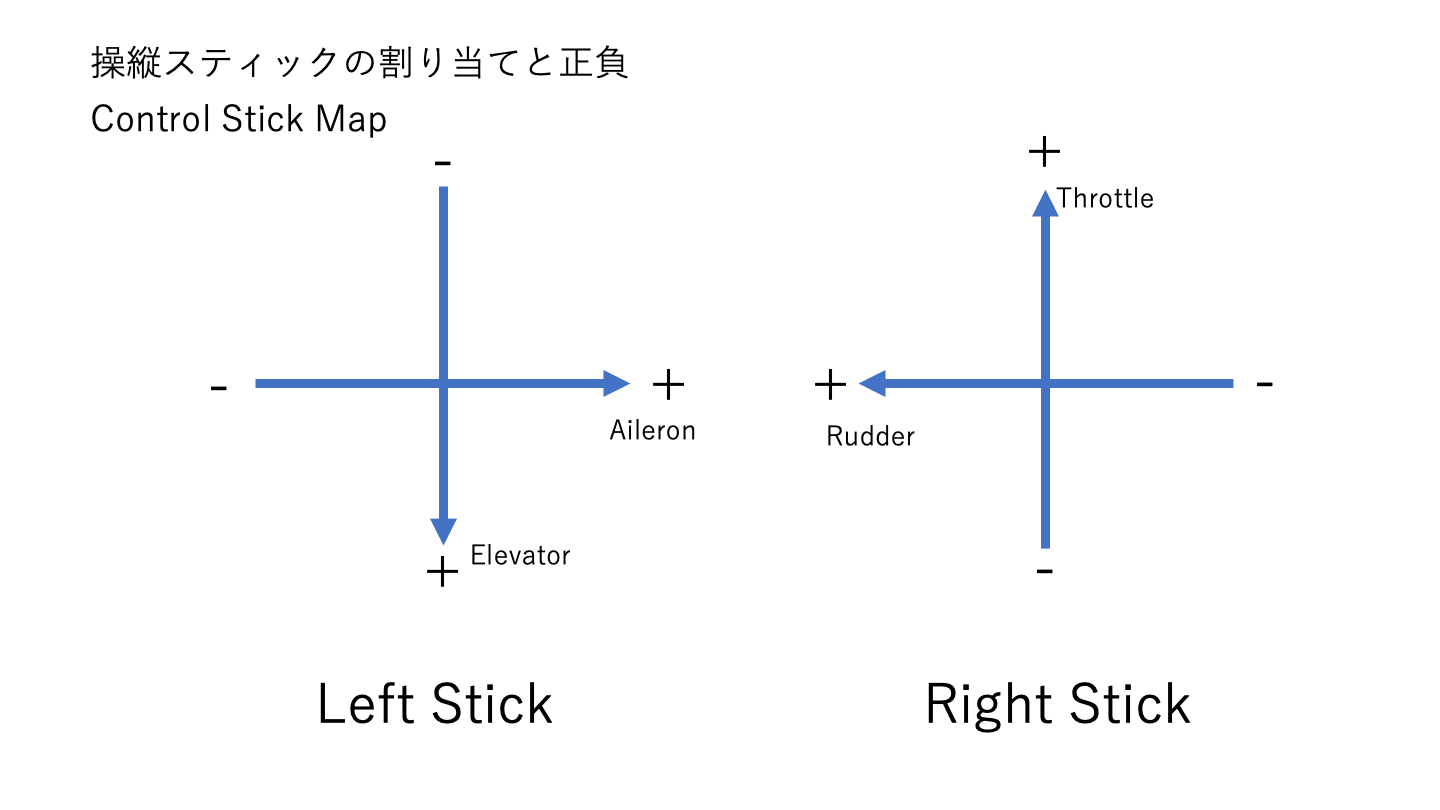 操縦スティックの割り当てと正負
Control Stick Map
-
+
Throttle
-
+
Aileron
+
Rudder
-
Elevator
+
-
Left Stick
Right Stick